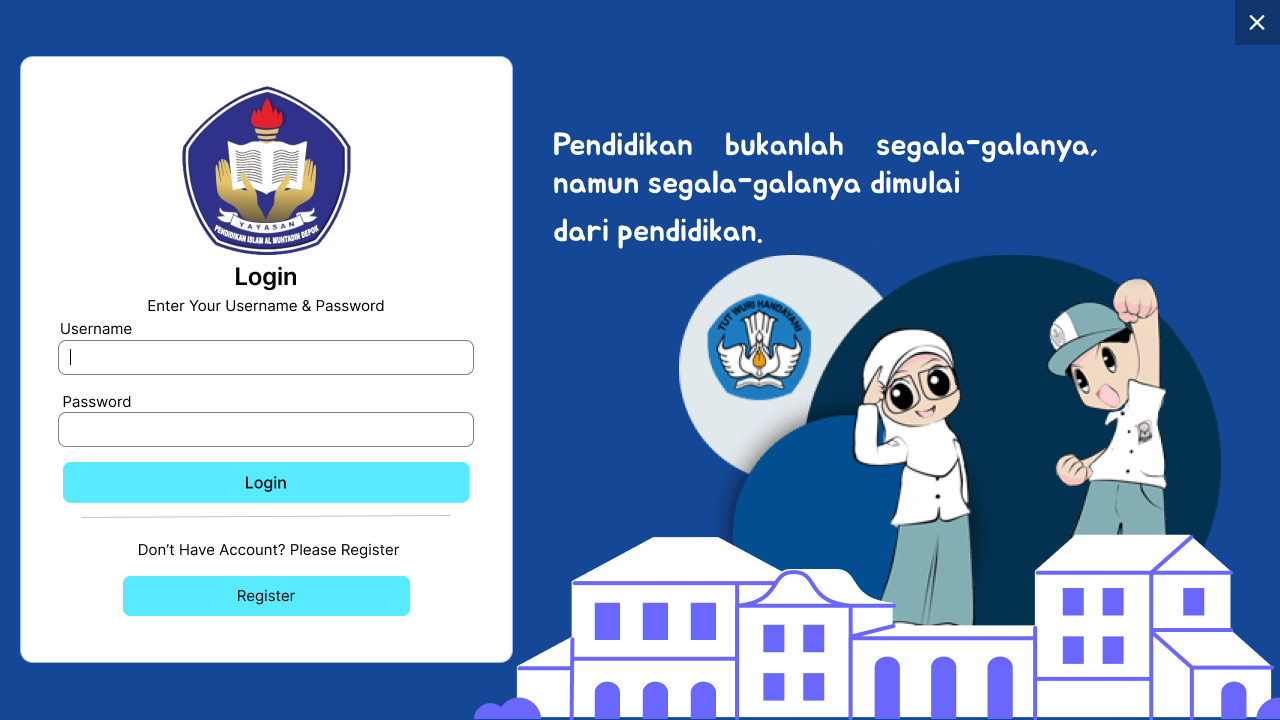 YAYASAN
PENDIDIKAN ISLAM AL MUHTADIN DEPOK
Login
Enter Your Username & Password
Username
Password
Login
Don't Have Account? Please Register
Register
Pendidikan bukanlah segala-galanya,
namun segala-galanya dimulai
dari pendidikan.
TUT WURI HANDAYANI